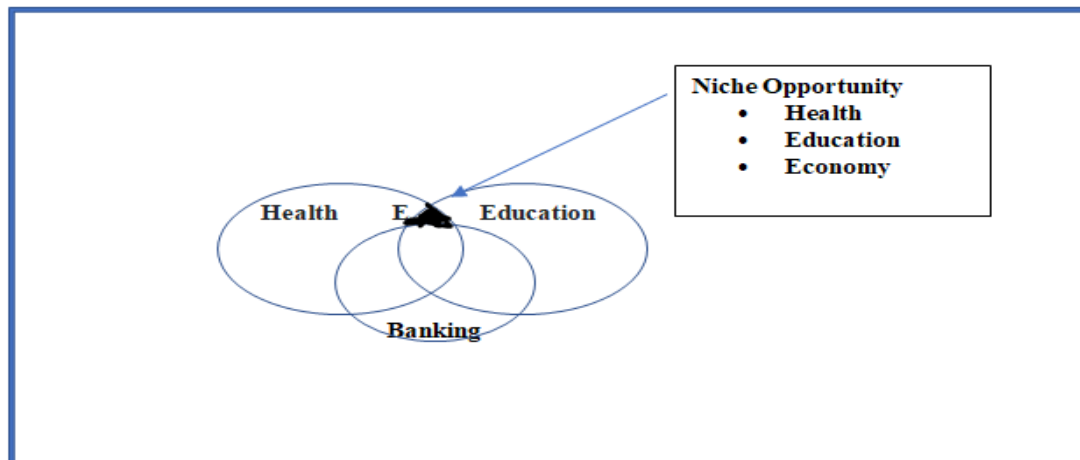 Niche Opportunity
• Health
• Education
• Economy
Health E Education
Banking